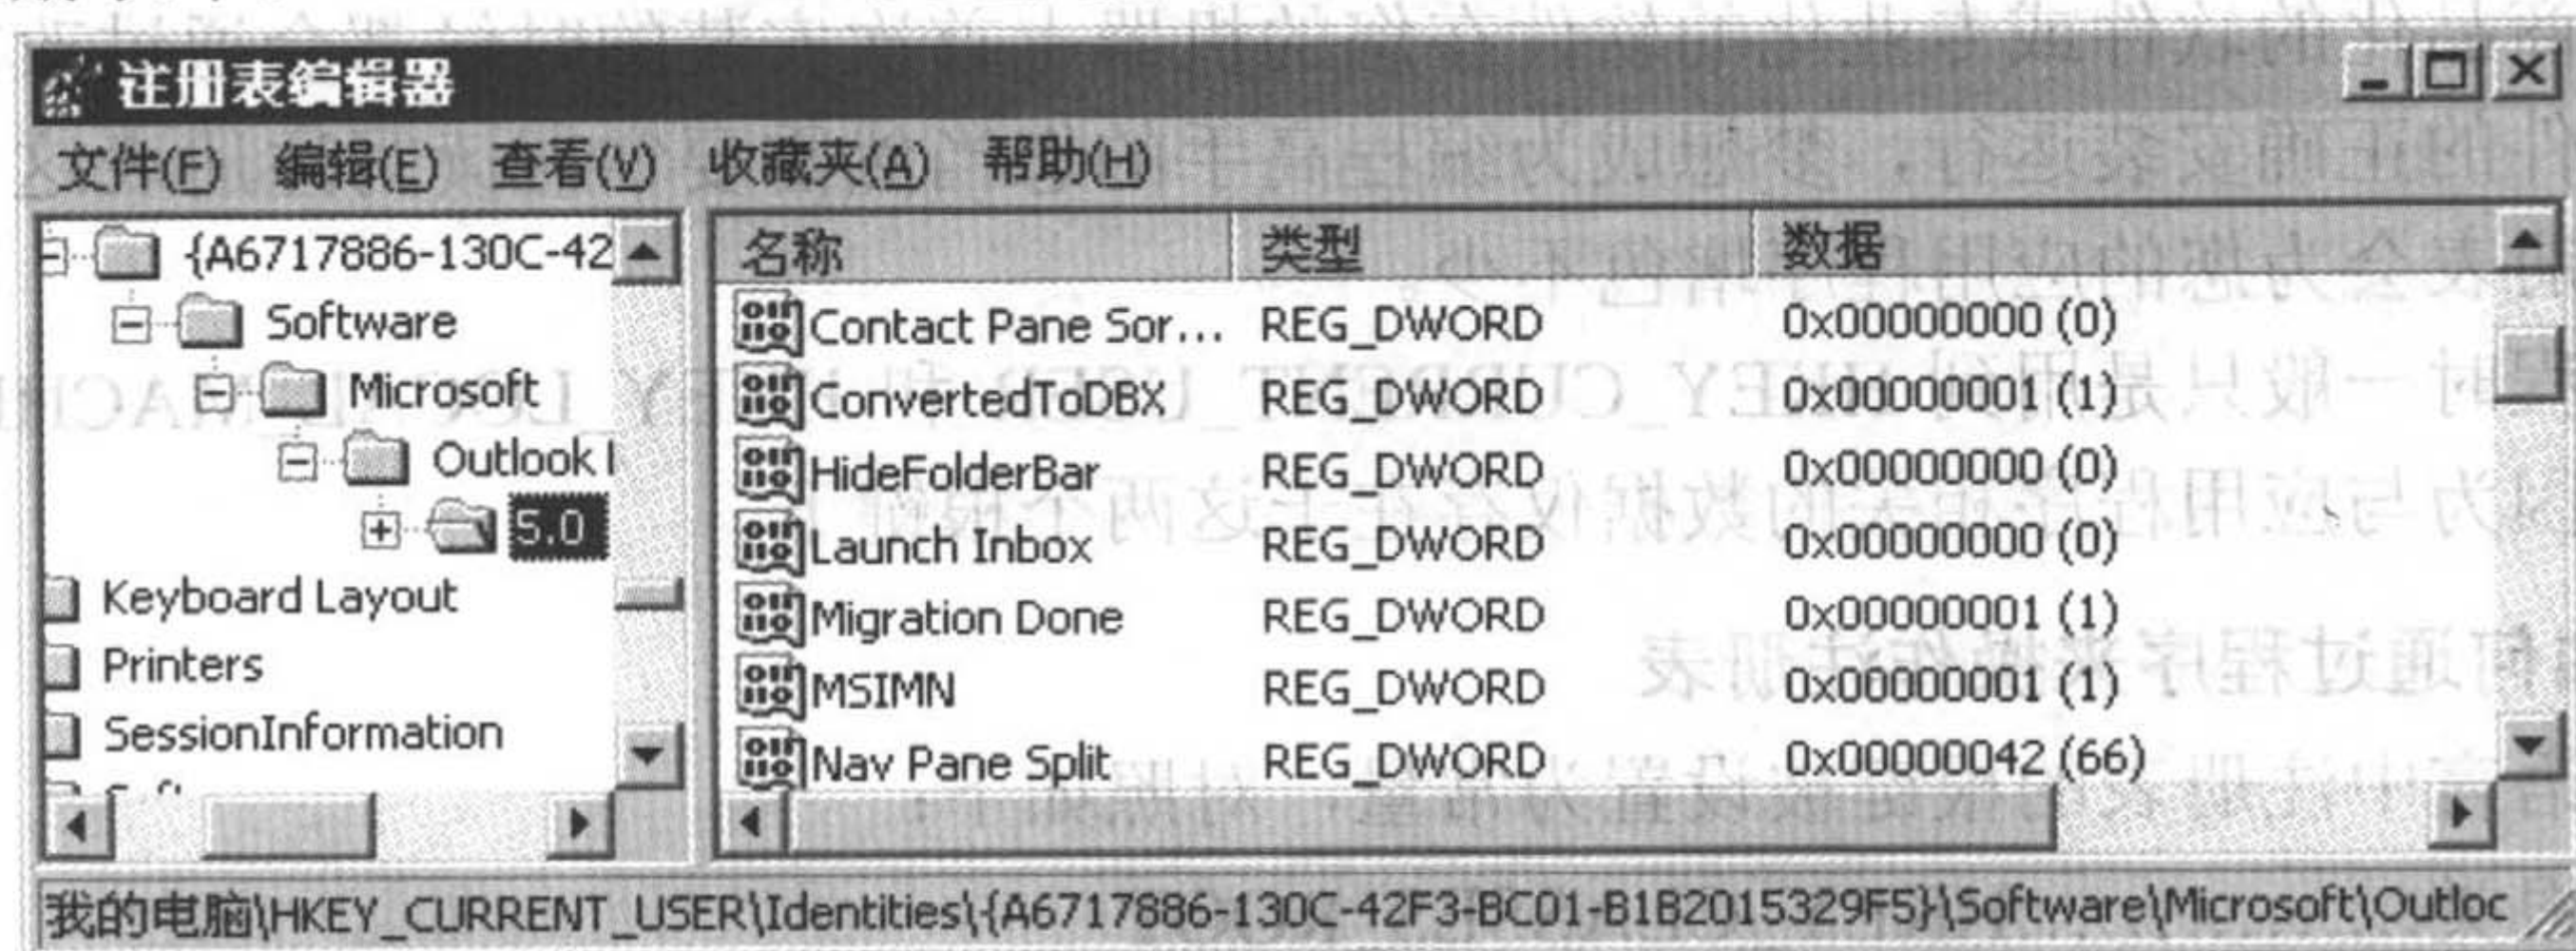 注册表编辑器
文件(F) 编辑(E) 查看(V) 收藏夹(A) 帮助(H)
{A6717886-130C-42
Software
Microsoft
Outlook
5.0
Keyboard Layout
Printers
SessionInformation
名称 类型 数据
Contact Pane Sor... REG_DWORD 0x00000000 (0)
ConvertedToDBX REG_DWORD 0x00000001 (1)
HideFolderBar REG_DWORD 0x00000000 (0)
Launch Inbox REG_DWORD 0x00000000 (0)
Migration Done REG_DWORD 0x00000001 (1)
MSIMN REG_DWORD 0x00000001 (1)
Nav Pane Split REG_DWORD 0x00000042 (66)
我的电脑\HKEY_CURRENT_USER\Identities\{A6717886-130C-42F3-BC01-B1B2015329F5}\Software\Microsoft\Outloc